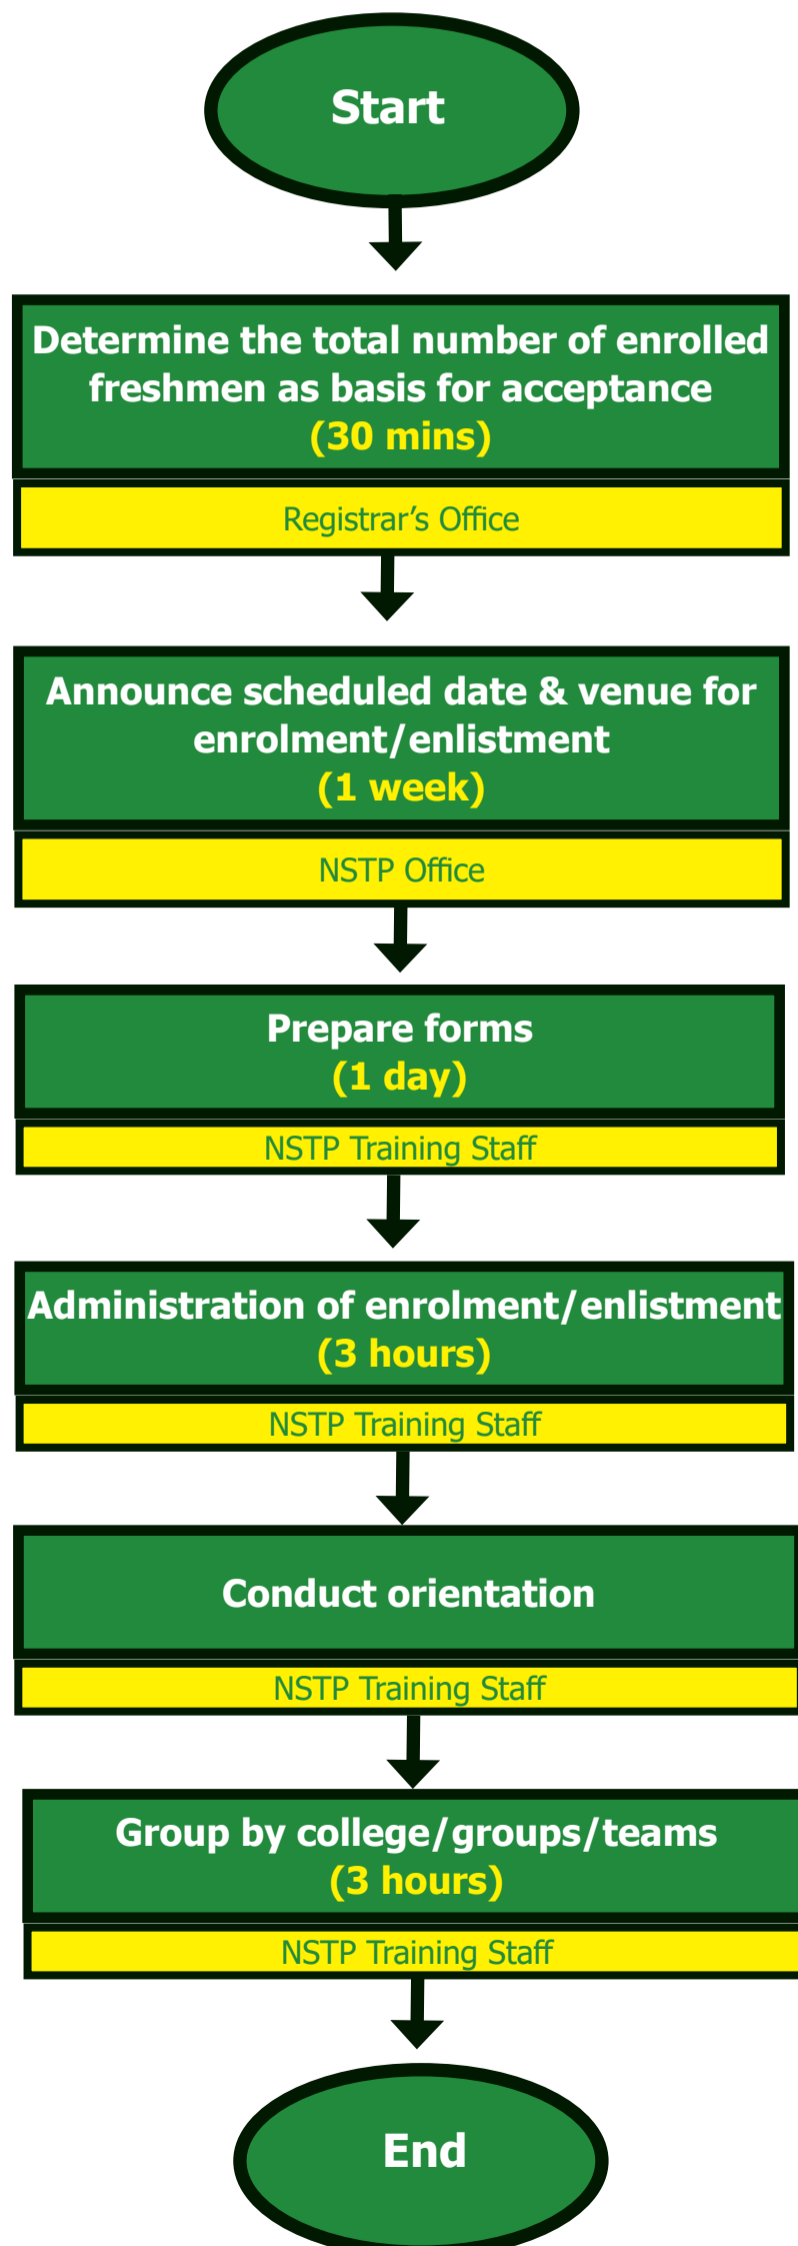 Start
Determine the total number of enrolled
freshmen as basis for acceptance
(30 mins)
Registrar’s Office
Announce scheduled date & venue for
enrolment/enlistment
(1 week)
NSTP Office
Prepare forms
(1 day)
NSTP Training Staff
Administration of enrolment/enlistment
(3 hours)
NSTP Training Staff
Conduct orientation
NSTP Training Staff
Group by college/groups/teams
(3 hours)
NSTP Training Staff
End